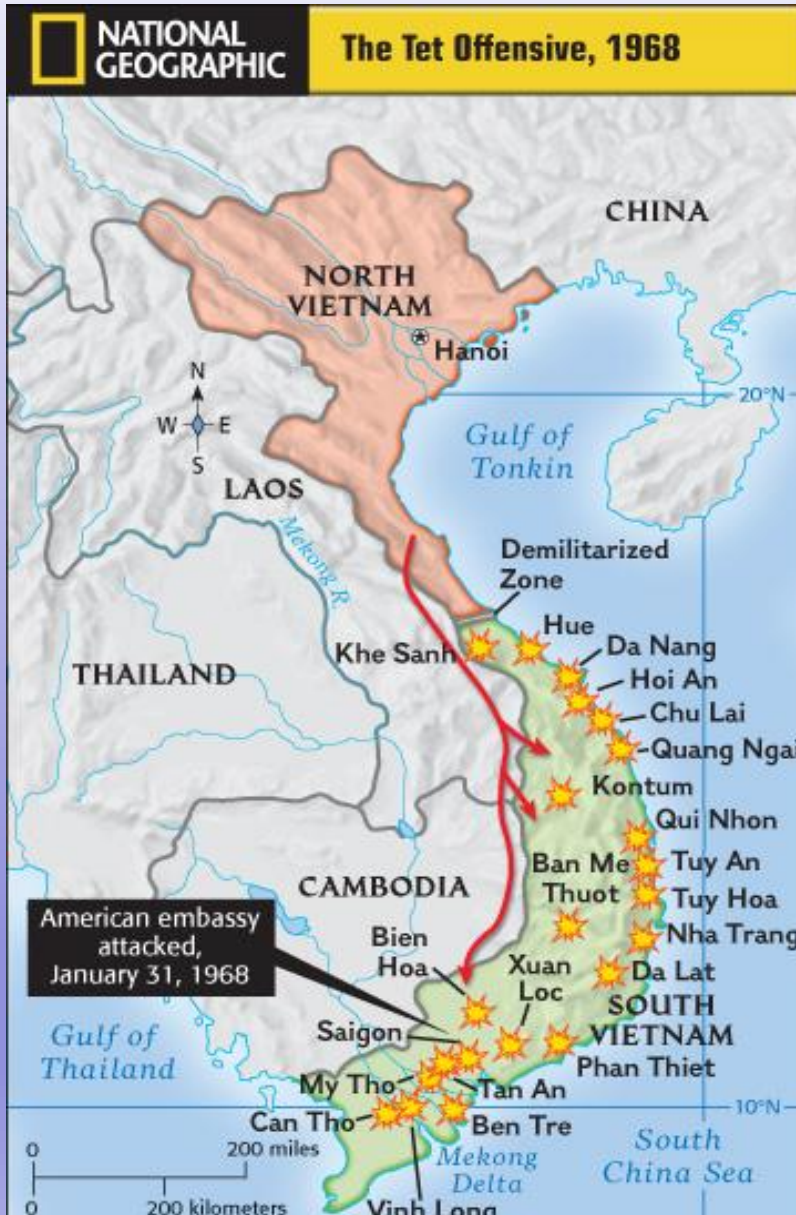 NATIONAL
GEOGRAPHIC
The Tet Offensive, 1968
CHINA
NORTH
VIETNAM
Hanoi
N
W
E
S
20°N
Gulf of
Tonkin
LAOS
Mekong R.
Demilitarized
Zone
Hue
Khe Sanh
Da Nang
THAILAND
Hoi An
Chu Lai
Quang Ngai
Kontum
Qui Nhon
Ban Me
Thuot
Tuy An
CAMBODIA
Tuy Hoa
American embassy
attacked,
January 31, 1968
Nha Trang
Bien
Hoa
Xuan
Loc
Da Lat
SOUTH
VIETNAM
Gulf of
Thailand
Saigon
Phan Thiet
My Tho
Tan An
Can Tho
Ben Tre
10°N
0
200 miles
Mekong
Delta
South
China Sea
0
200 kilometers
Vinh Long